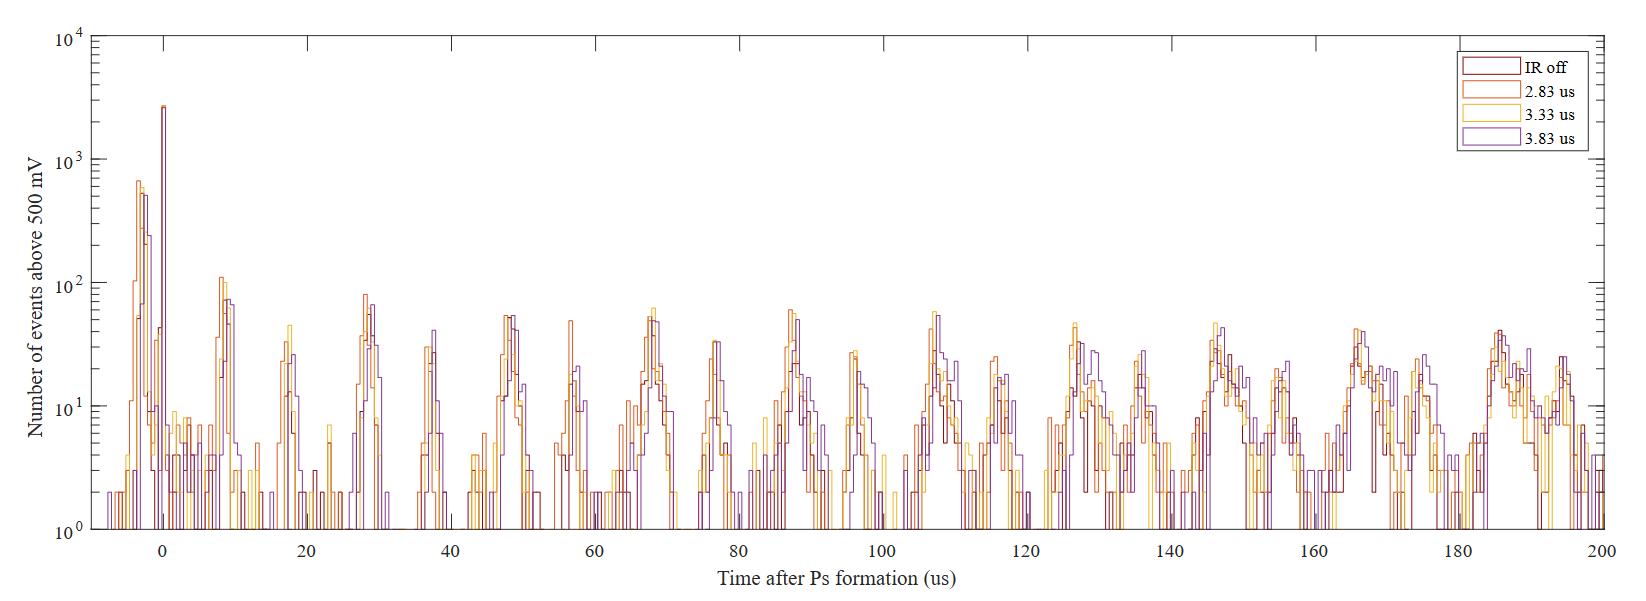 10^4
10^3
10^2
10^1
10^0
Number of events above 500 mV
IR off
2.83 us
3.33 us
3.83 us
0 20 40 60 80 100 120 140 160 180 200
Time after Ps formation (us)